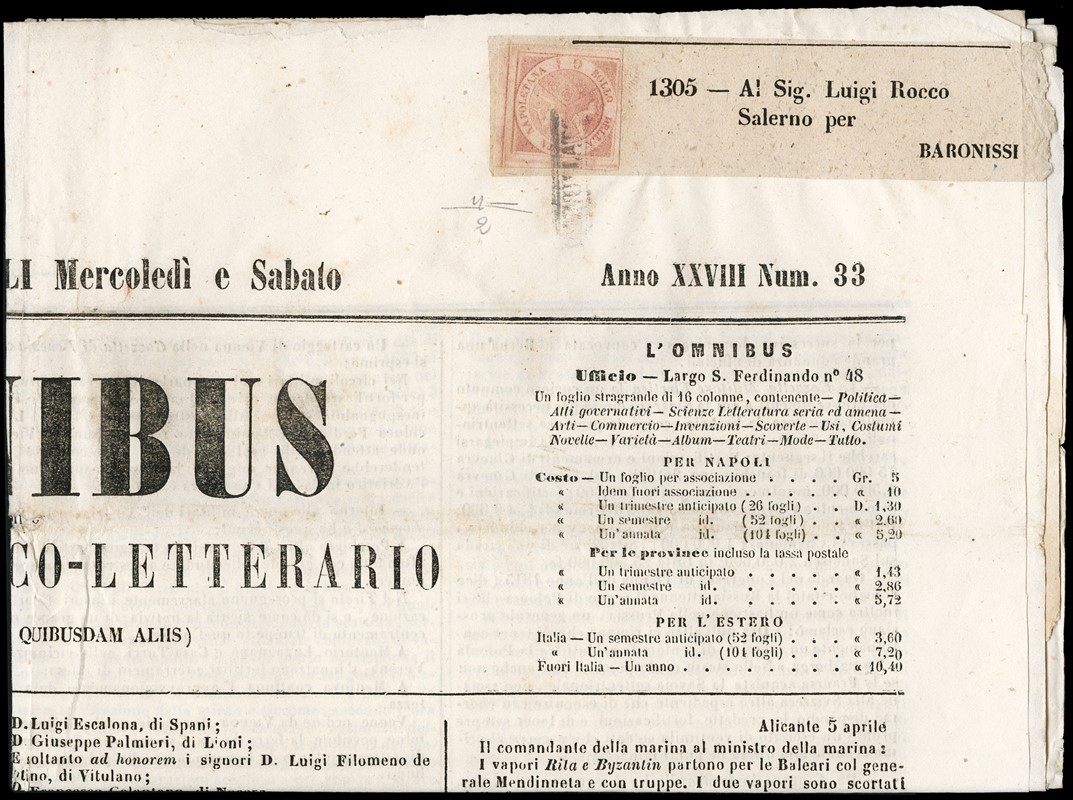 NAPOLETANA BOLLO
1305 — Al Sig. Luigi Rocco
Salerno per
BARONISSI
4
2
LI Mercoledì e Sabato
Anno XXVIII Num. 33
NIBUS
CO-LETTERARIO
QUIBUSDAM ALIIS)
L'OMNIBUS
Ufficio — Largo S. Ferdinando nº 48
Un foglio stragrande di 16 colonne, contenente— Politica—
Atti governativi— Scienze Letteratura seria ed amena—
Arti—Commercio—Invenzioni—Scoverte—Usi, Costumi
Novelle—Varietà—Album—Teatri—Mode—Tutto.
PER NAPOLI
Costo — Un foglio per associazione . . . Gr. 5
« Idem fuori associazione . . . . « 10
« Un trimestre anticipato (26 fogli) . D. 1,30
« Un semestre id. (52 fogli) . . « 2,60
« Un'annata id. (104 fogli) . . « 5,20
Per le province incluso la tassa postale
« Un trimestre anticipato . . . . . « 1,43
« Un semestre id. . . . . « 2,86
« Un'annata id. . . . . « 5,72
PER L'ESTERO
Italia — Un semestre anticipato (52 fogli) . . « 3,60
« Un'annata id. (104 fogli) . . « 7,20
Fuori Italia — Un anno . . . . . . . . « 10,40
D. Luigi Escalona, di Spani;
D Giuseppe Palmieri, di Lioni;
E soltanto ad honorem i signori D. Luigi Filomeno de
tino, di Vitulano;
Alicante 5 aprile
Il comandante della marina al ministro della marina:
I vapori Rita e Byzantin partono per le Baleari col gene-
rale Mendinneta e con truppe. I due vapori sono scortati